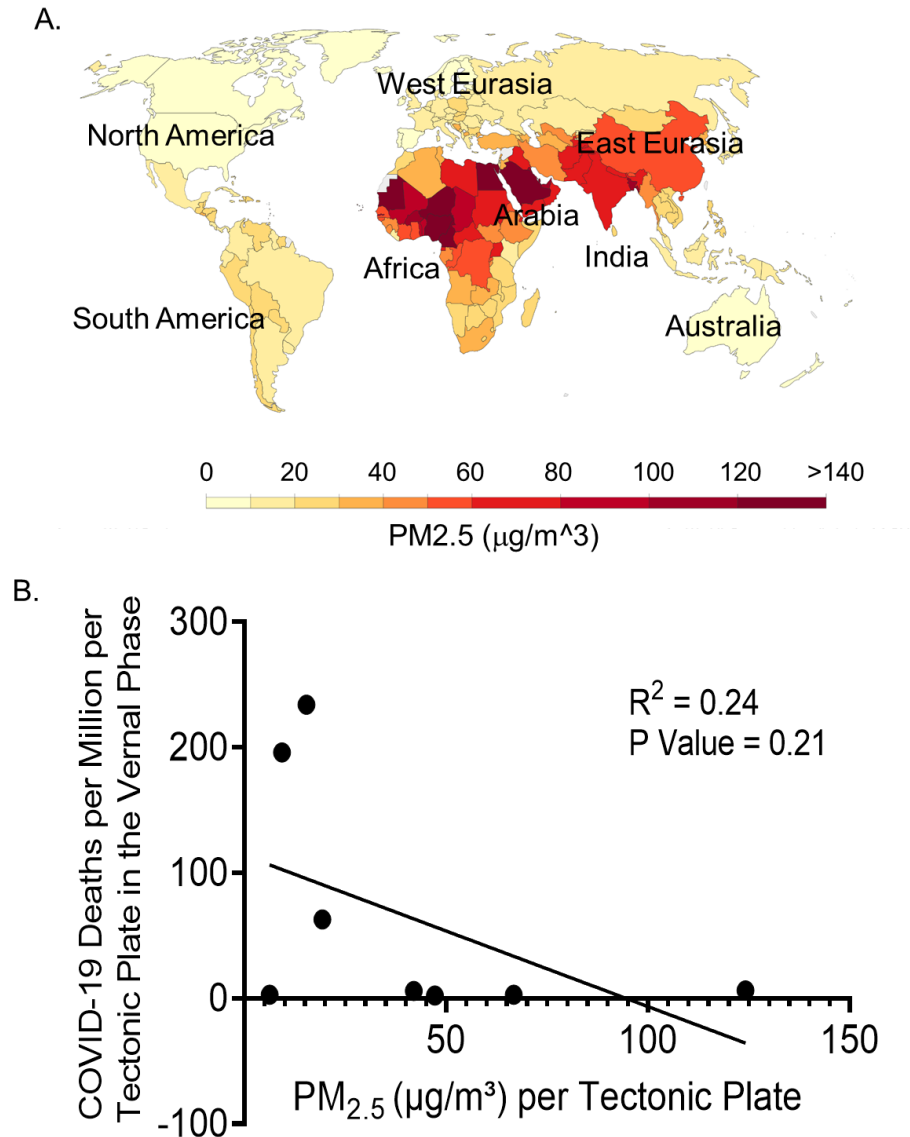 A.
West Eurasia
North America
East Eurasia
Arabia
Africa
India
South America
Australia
0 20 40 60 80 100 120 >140
PM2.5 (µg/m^3)
B.
COVID-19 Deaths per Million per
Tectonic Plate in the Vernal Phase
300
R² = 0.24
P Value = 0.21
200
100
0
50 100 150
-100
PM₂.₅ (µg/m³) per Tectonic Plate